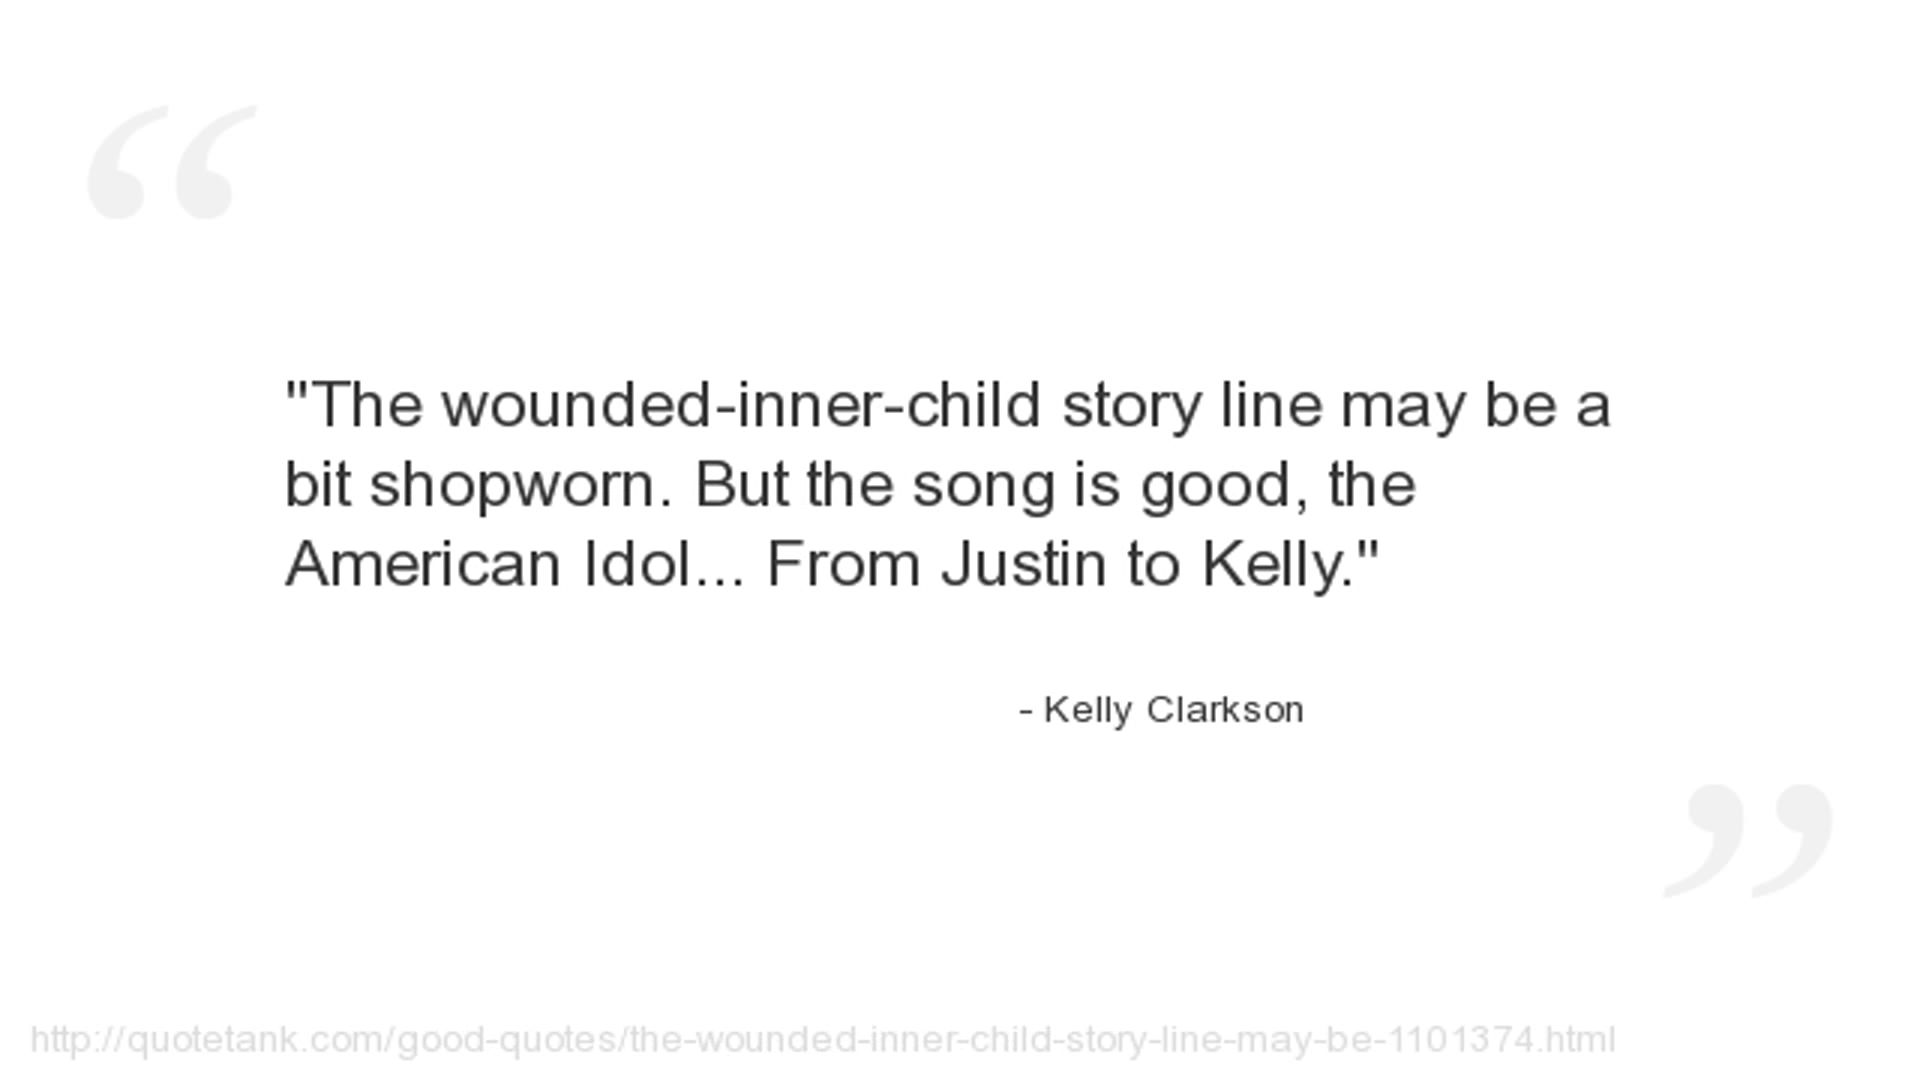 "The wounded-inner-child story line may be a
bit shopworn. But the song is good, the
American Idol... From Justin to Kelly."
- Kelly Clarkson
http://quotetank.com/good-quotes/the-wounded-inner-child-story-line-may-be-1101374.html